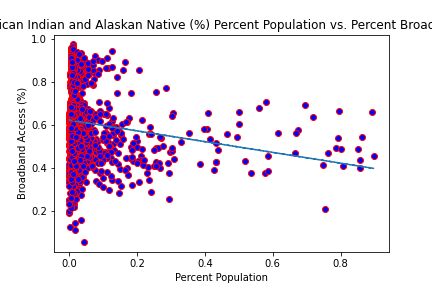 ican Indian and Alaskan Native (%) Percent Population vs. Percent Broad
1.0
0.8
0.6
0.4
0.2
Broadband Access (%)
0.0 0.2 0.4 0.6 0.8
Percent Population